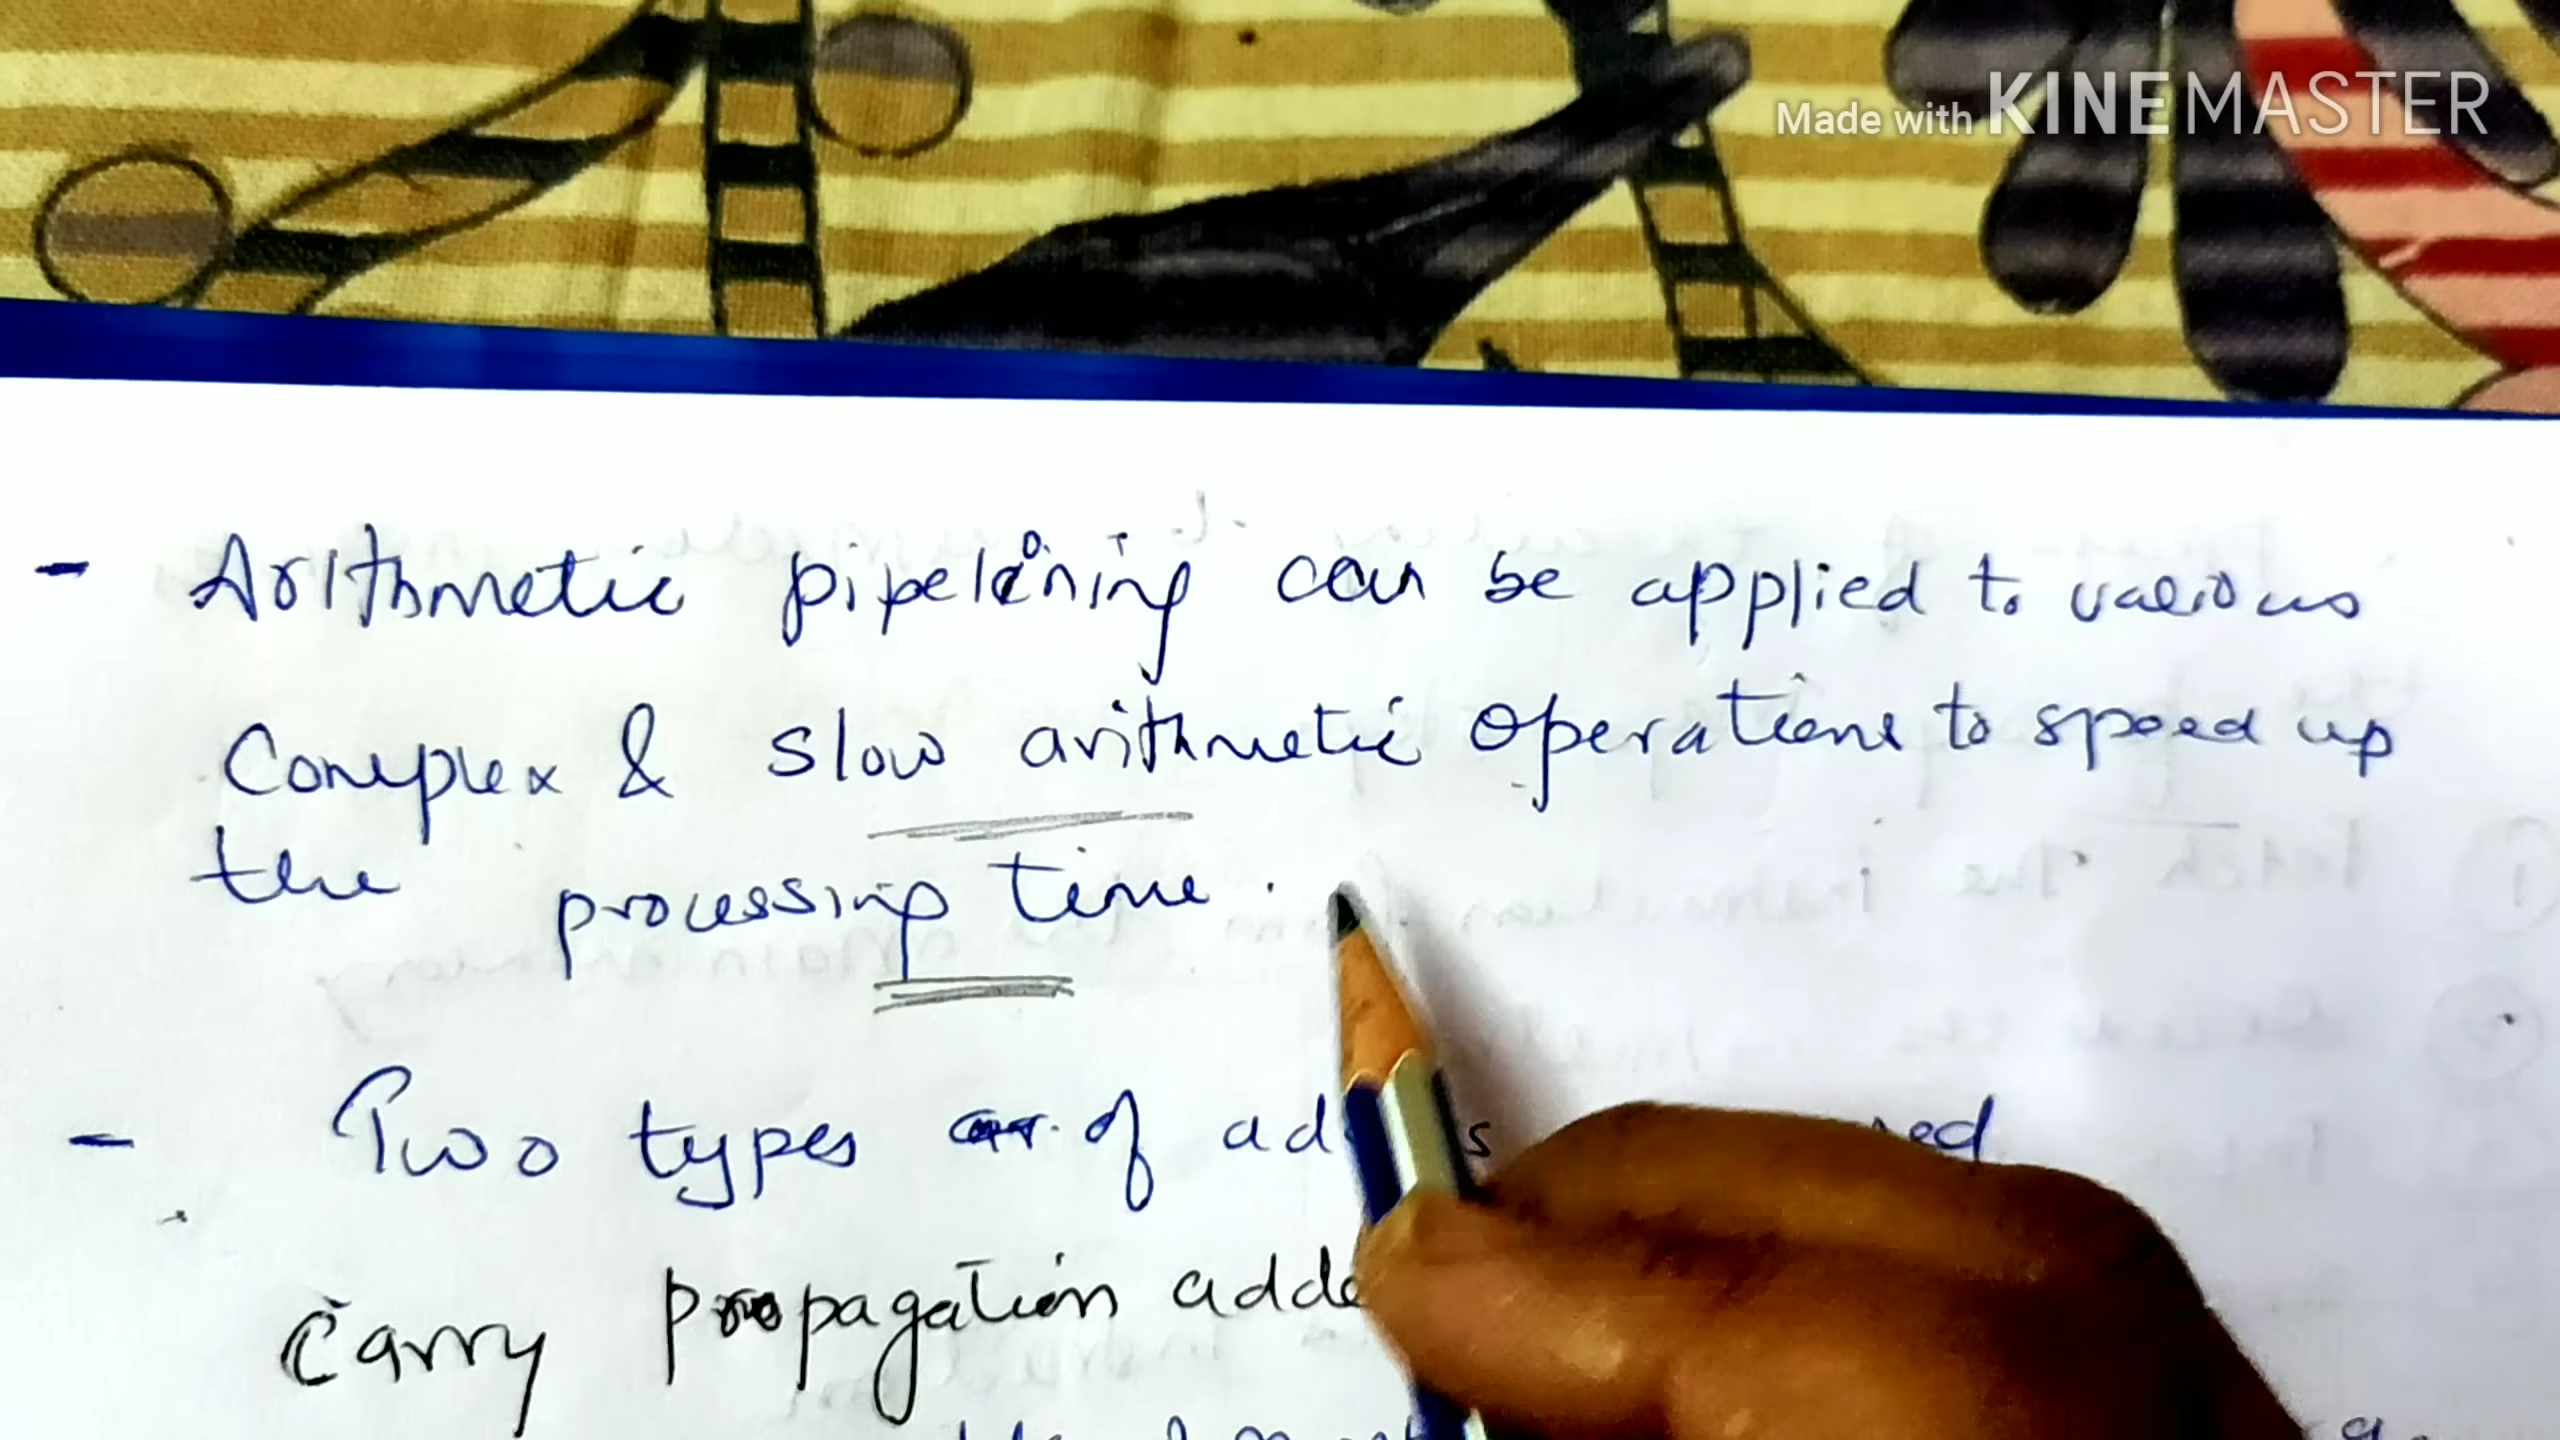 Made with KINEMASTER
- Arithmetic pipelining can be applied to various
Complex & slow arithmetic operations to speed up
the processing time.
- Two types of
Carry Propagation adde